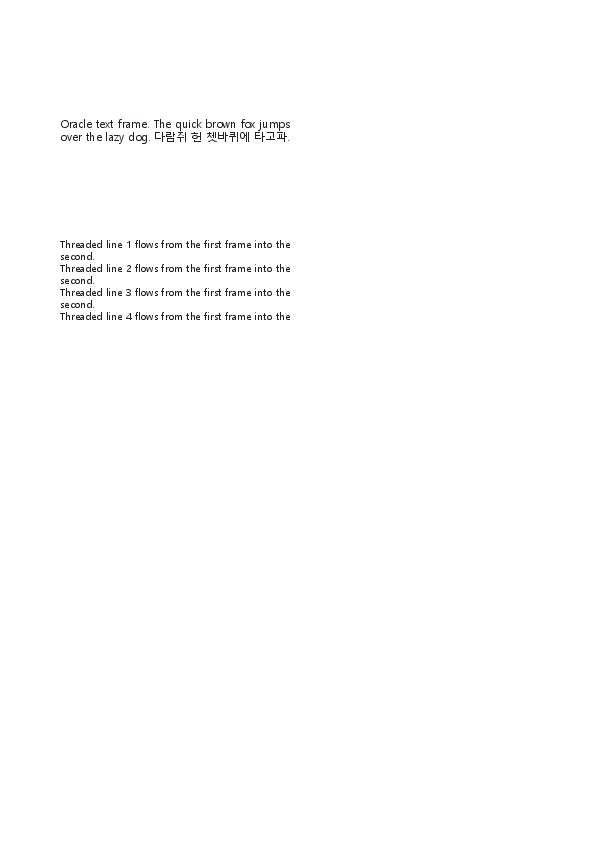 Oracle text frame. The quick brown fox jumps
over the lazy dog. 다람쥐 헌 쳇바퀴에 타고파.
Threaded line 1 flows from the first frame into the
second.
Threaded line 2 flows from the first frame into the
second.
Threaded line 3 flows from the first frame into the
second.
Threaded line 4 flows from the first frame into the